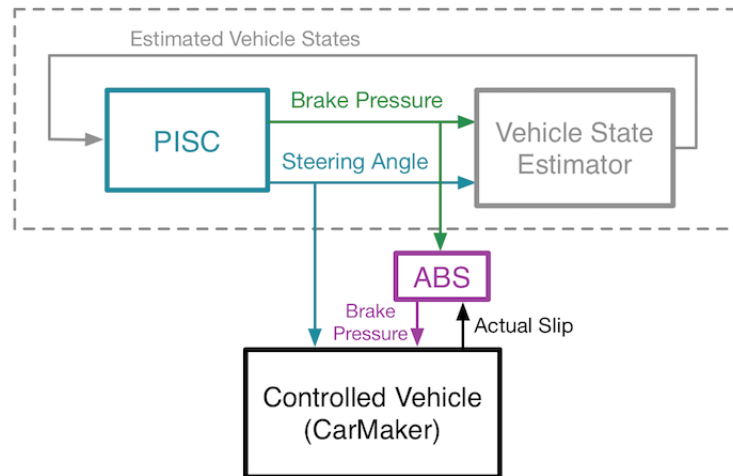 Estimated Vehicle States
Brake Pressure
PISC
Vehicle State
Estimator
Steering Angle
ABS
Brake
Pressure
Actual Slip
Controlled Vehicle
(CarMaker)